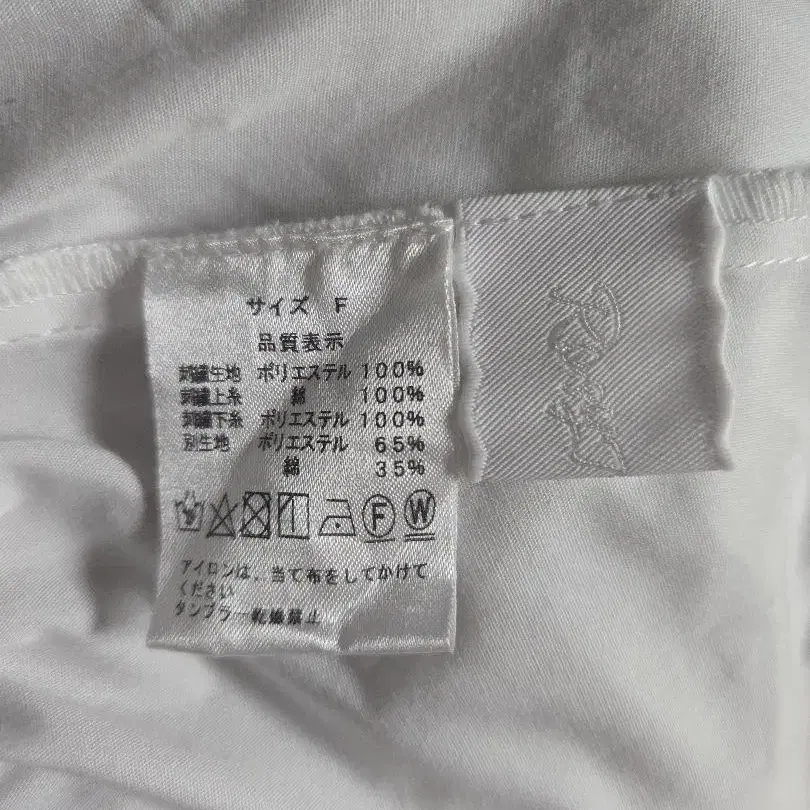 サイズ F
品質表示
刺繍生地 ポリエステル 100%
刺繍上糸 綿 100%
刺繍下糸 ポリエステル 100%
別生地 ポリエステル 65%
綿 35%
F W
アイロンは、当て布をしてかけて
ください
タンブラー乾燥禁止